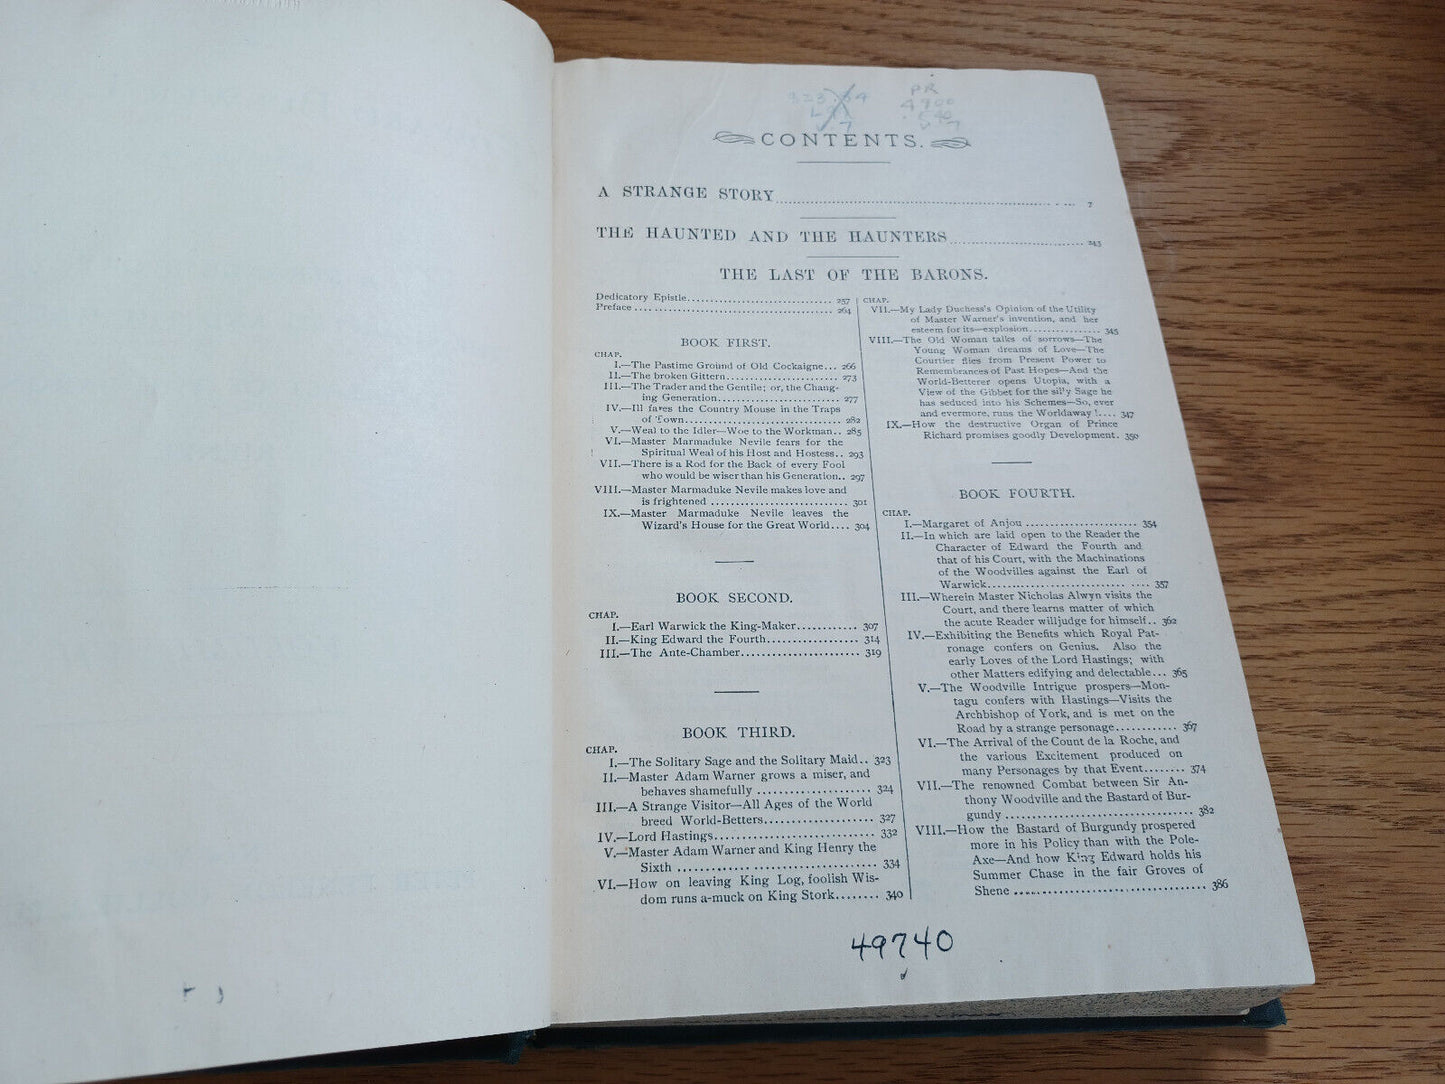 PR
4900
CONTENTS.
A STRANGE STORY 7
THE HAUNTED AND THE HAUNTERS 243
THE LAST OF THE BARONS.
Dedicatory Epistle 257
Preface 264
BOOK FIRST.
CHAP.
I.—The Pastime Ground of Old Cockaigne... 266
II.—The broken Gittern 273
III.—The Trader and the Gentile; or, the Chang-
ing Generation 277
IV.—Ill fares the Country Mouse in the Traps
of Town 282
V.—Weal to the Idler—Woe to the Workman.. 285
VI.—Master Marmaduke Nevile fears for the
Spiritual Weal of his Host and Hostess.. 293
VII.—There is a Rod for the Back of every Fool
who would be wiser than his Generation.. 297
VIII.—Master Marmaduke Nevile makes love and
is frightened 301
IX.—Master Marmaduke Nevile leaves the
Wizard's House for the Great World.... 304
BOOK SECOND.
CHAP.
I.—Earl Warwick the King-Maker 307
II.—King Edward the Fourth 314
III.—The Ante-Chamber 319
BOOK THIRD.
CHAP.
I.—The Solitary Sage and the Solitary Maid.. 323
II.—Master Adam Warner grows a miser, and
behaves shamefully 324
III.—A Strange Visitor—All Ages of the World
breed World-Betters 327
IV.—Lord Hastings 332
V.—Master Adam Warner and King Henry the
Sixth 334
VI.—How on leaving King Log, foolish Wis-
dom runs a-muck on King Stork 340
CHAP.
VII.—My Lady Duchess's Opinion of the Utility
of Master Warner's invention, and her
esteem for its—explosion 345
VIII.—The Old Woman talks of sorrows—The
Young Woman dreams of Love—The
Courtier flies from Present Power to
Remembrances of Past Hopes—And the
World-Betterer opens Utopia, with a
View of the Gibbet for the sil'y Sage he
has seduced into his Schemes—So, ever
and evermore, runs the Worldaway !.... 347
IX.—How the destructive Organ of Prince
Richard promises goodly Development. 350
BOOK FOURTH.
CHAP.
I.—Margaret of Anjou 354
II.—In which are laid open to the Reader the
Character of Edward the Fourth and
that of his Court, with the Machinations
of the Woodvilles against the Earl of
Warwick 357
III.—Wherein Master Nicholas Alwyn visits the
Court, and there learns matter of which
the acute Reader willjudge for himself.. 362
IV.—Exhibiting the Benefits which Royal Pat-
ronage confers on Genius. Also the
early Loves of the Lord Hastings; with
other Matters edifying and delectable... 365
V.—The Woodville Intrigue prospers—Mon-
tagu confers with Hastings—Visits the
Archbishop of York, and is met on the
Road by a strange personage 367
VI.—The Arrival of the Count de la Roche, and
the various Excitement produced on
many Personages by that Event 374
VII.—The renowned Combat between Sir An-
thony Woodville and the Bastard of Bur-
gundy 382
VIII.—How the Bastard of Burgundy prospered
more in his Policy than with the Pole-
Axe—And how King Edward holds his
Summer Chase in the fair Groves of
Shene 386
49740